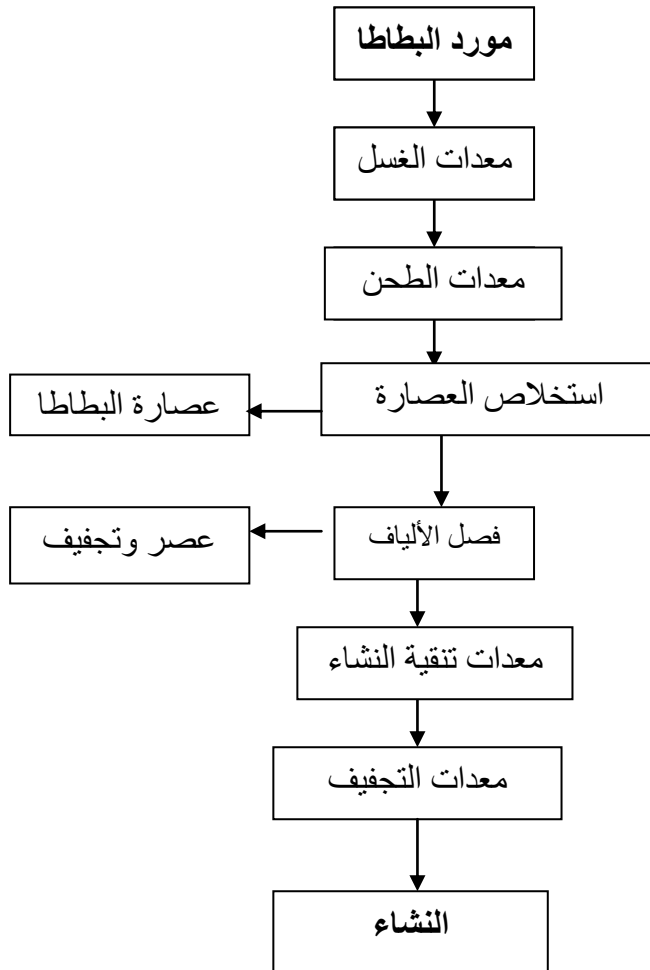 مورد البطاطا
معدات الغسل
معدات الطحن
استخلاص العصارة
عصارة البطاطا
فصل الألياف
عصر وتجفيف
معدات تنقية النشاء
معدات التجفيف
النشاء